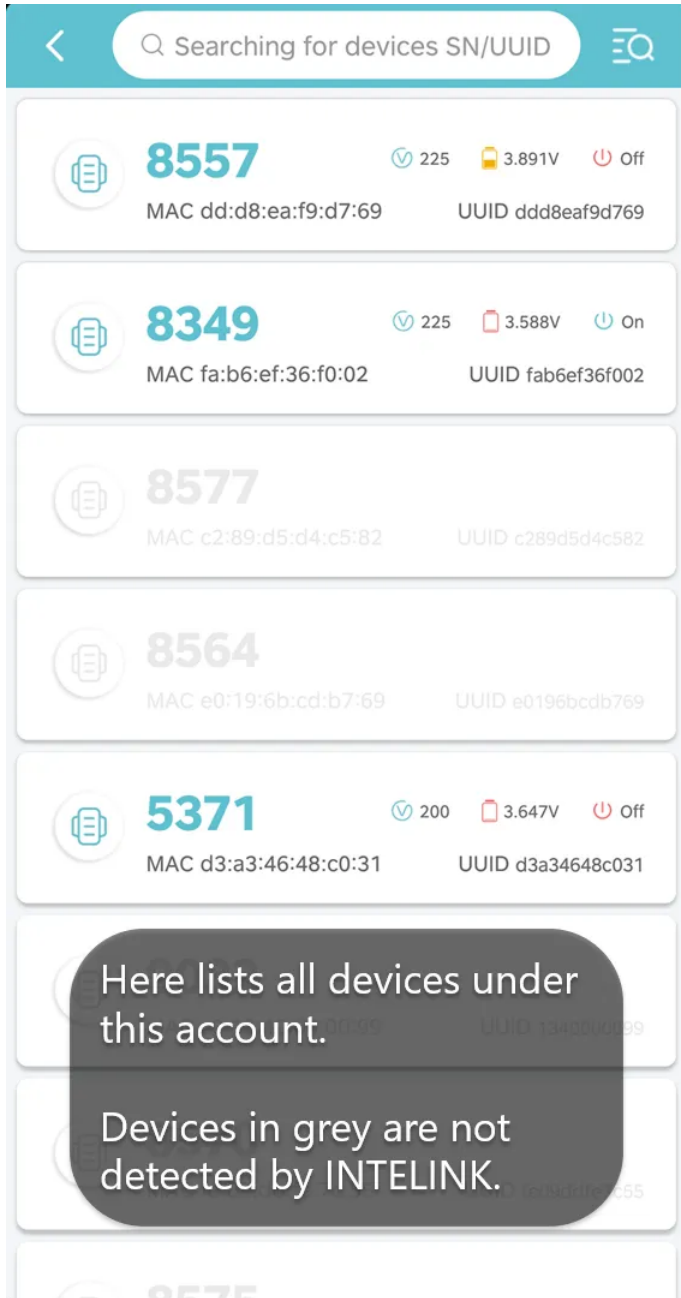 Searching for devices SN/UUID
8557
225
3.891V
Off
MAC dd:d8:ea:f9:d7:69
UUID ddd8eaf9d769
8349
225
3.588V
On
MAC fa:b6:ef:36:f0:02
UUID fab6ef36f002
8577
MAC c2:89:d5:d4:c5:82
UUID c289d5d4c582
8564
MAC e0:19:6b:cd:b7:69
UUID e0196bcdb769
5371
200
3.647V
Off
MAC d3:a3:46:48:c0:31
UUID d3a34648c031
Here lists all devices under
this account.
Devices in grey are not
detected by INTELINK.
8575